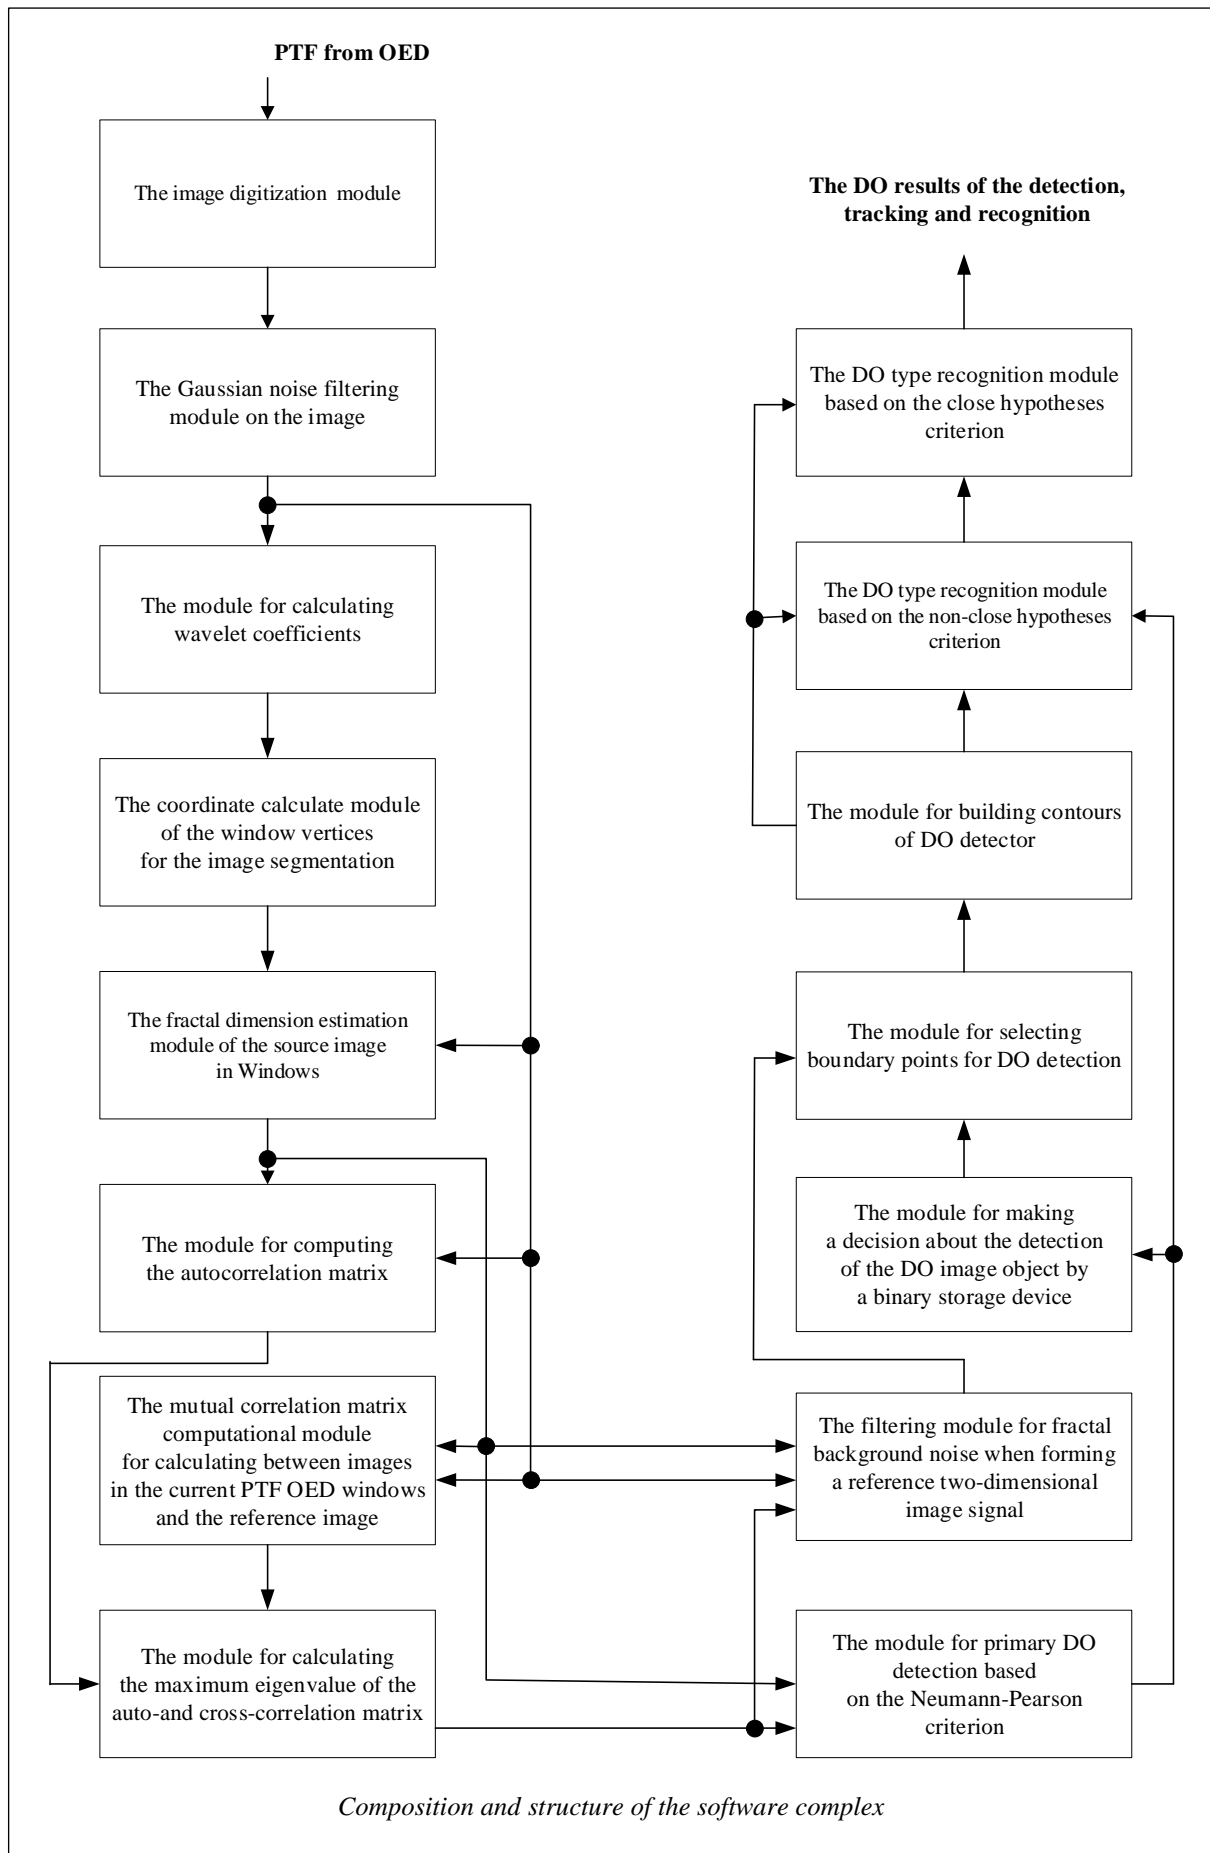 PTF from OED
The image digitization module
The Gaussian noise filtering
module on the image
The module for calculating
wavelet coefficients
The coordinate calculate module
of the window vertices
for the image segmentation
The fractal dimension estimation
module of the source image
in Windows
The module for computing
the autocorrelation matrix
The mutual correlation matrix
computational module
for calculating between images
in the current PTF OED windows
and the reference image
The module for calculating
the maximum eigenvalue of the
auto-and cross-correlation matrix
The DO results of the detection,
tracking and recognition
The DO type recognition module
based on the close hypotheses
criterion
The DO type recognition module
based on the non-close hypotheses
criterion
The module for building contours
of DO detector
The module for selecting
boundary points for DO detection
The module for making
a decision about the detection
of the DO image object by
a binary storage device
The filtering module for fractal
background noise when forming
a reference two-dimensional
image signal
The module for primary DO
detection based
on the Neumann-Pearson
criterion
Composition and structure of the software complex